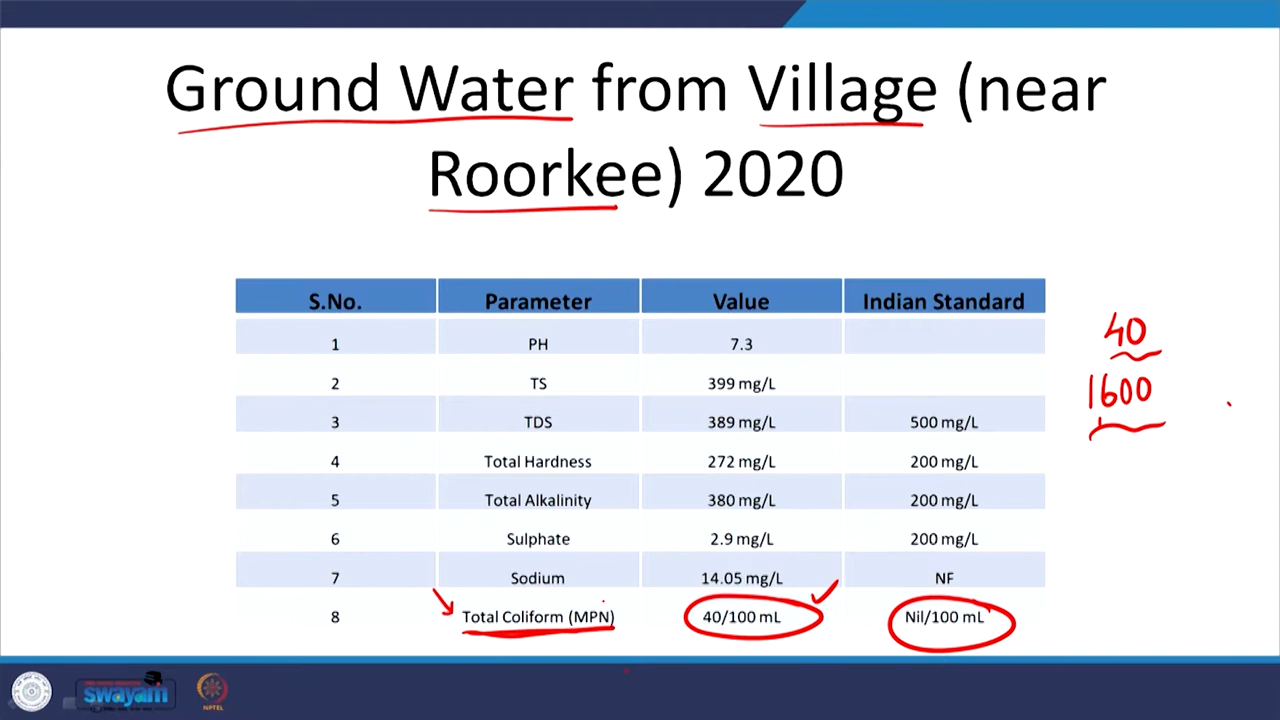 Ground Water from Village (near
Roorkee) 2020
S.No. Parameter Value Indian Standard
1 PH 7.3
2 TS 399 mg/L
3 TDS 389 mg/L 500 mg/L
4 Total Hardness 272 mg/L 200 mg/L
5 Total Alkalinity 380 mg/L 200 mg/L
6 Sulphate 2.9 mg/L 200 mg/L
7 Sodium 14.05 mg/L NF
8 Total Coliform (MPN) 40/100 mL Nil/100 mL
40
1600
swayam
NPTEL